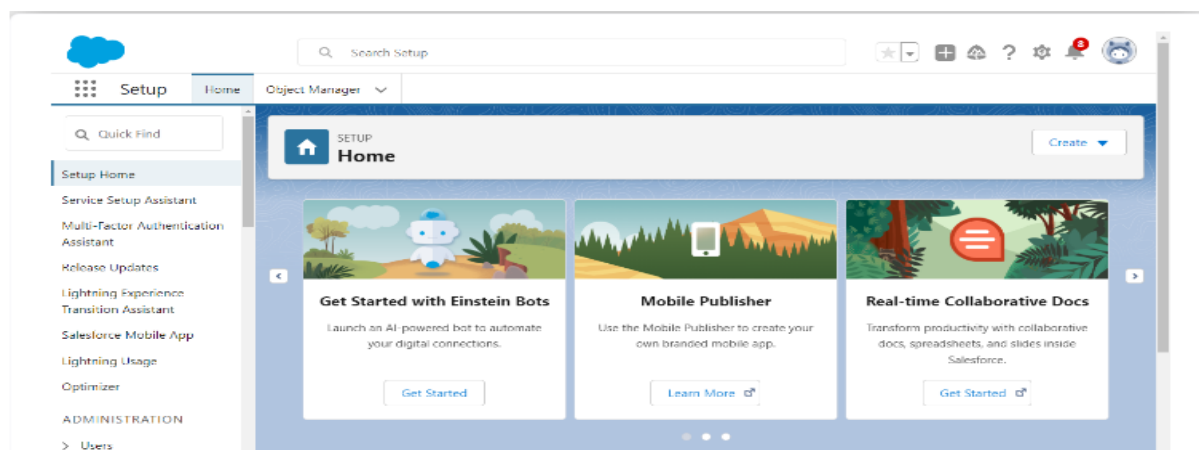 Search Setup
?
8
Setup
Home
Object Manager
Quick Find
Setup Home
Service Setup Assistant
Multi-Factor Authentication
Assistant
Release Updates
Lightning Experience
Transition Assistant
Salesforce Mobile App
Lightning Usage
Optimizer
ADMINISTRATION
Users
SETUP
Home
Create
Get Started with Einstein Bots
Launch an AI-powered bot to automate
your digital connections.
Get Started
Mobile Publisher
Use the Mobile Publisher to create your
own branded mobile app.
Learn More
Real-time Collaborative Docs
Transform productivity with collaborative
docs, spreadsheets, and slides inside
Salesforce.
Get Started